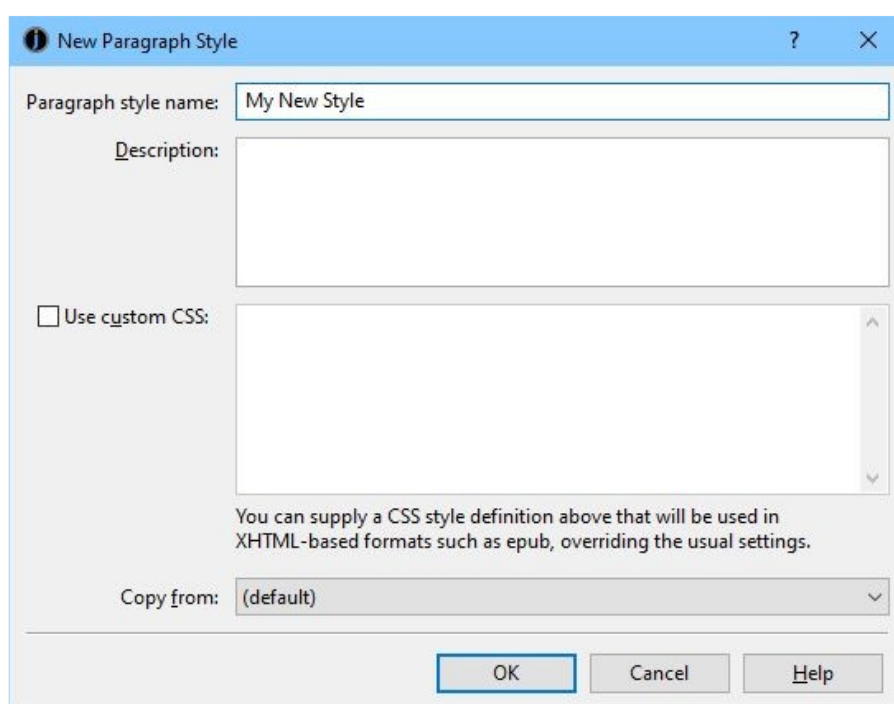 New Paragraph Style
?
Paragraph style name: My New Style
Description:
Use custom CSS:
You can supply a CSS style definition above that will be used in
XHTML-based formats such as epub, overriding the usual settings.
Copy from: (default)
OK Cancel Help